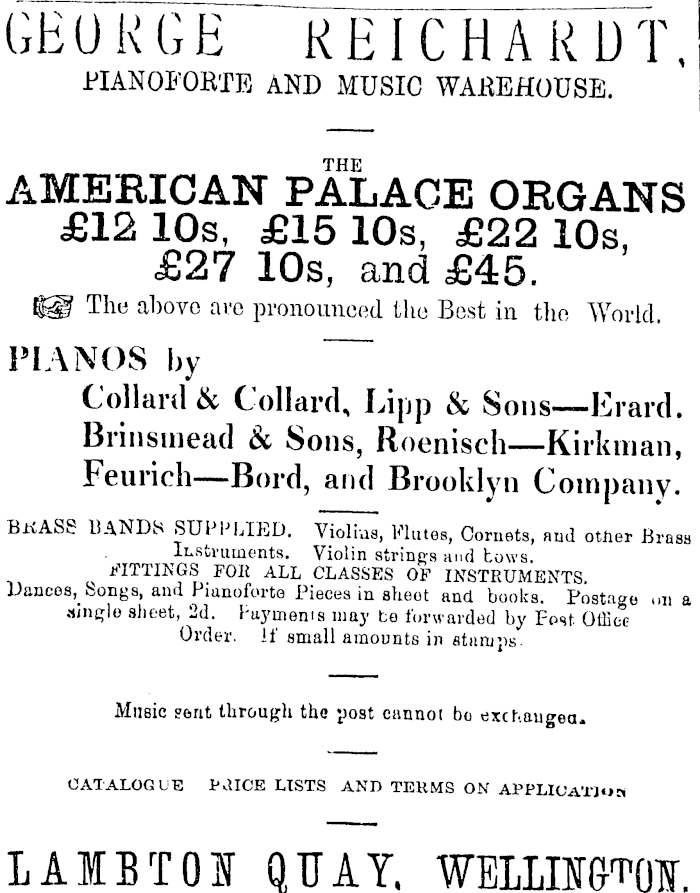 GEORGE REICHARDT,
PIANOFORTE AND MUSIC WAREHOUSE.
THE
AMERICAN PALACE ORGANS
£12 10s, £15 10s, £22 10s,
£27 10s, and £45.
The above are pronounced the Best in the World.
PIANOS by
Collard & Collard, Lipp & Sons—Erard.
Brinsmead & Sons, Roenisch—Kirkman,
Feurich—Bord, and Brooklyn Company.
BRASS BANDS SUPPLIED. Violins, Flutes, Cornets, and other Brass
Instruments. Violin strings and bows.
FITTINGS FOR ALL CLASSES OF INSTRUMENTS.
Dances, Songs, and Pianoforte Pieces in sheet and books. Postage on a
single sheet, 2d. Payments may be forwarded by Post Office
Order. If small amounts in stamps.
Music sent through the post cannot be exchanged.
CATALOGUE PRICE LISTS AND TERMS ON APPLICATION
LAMBTON QUAY, WELLINGTON.